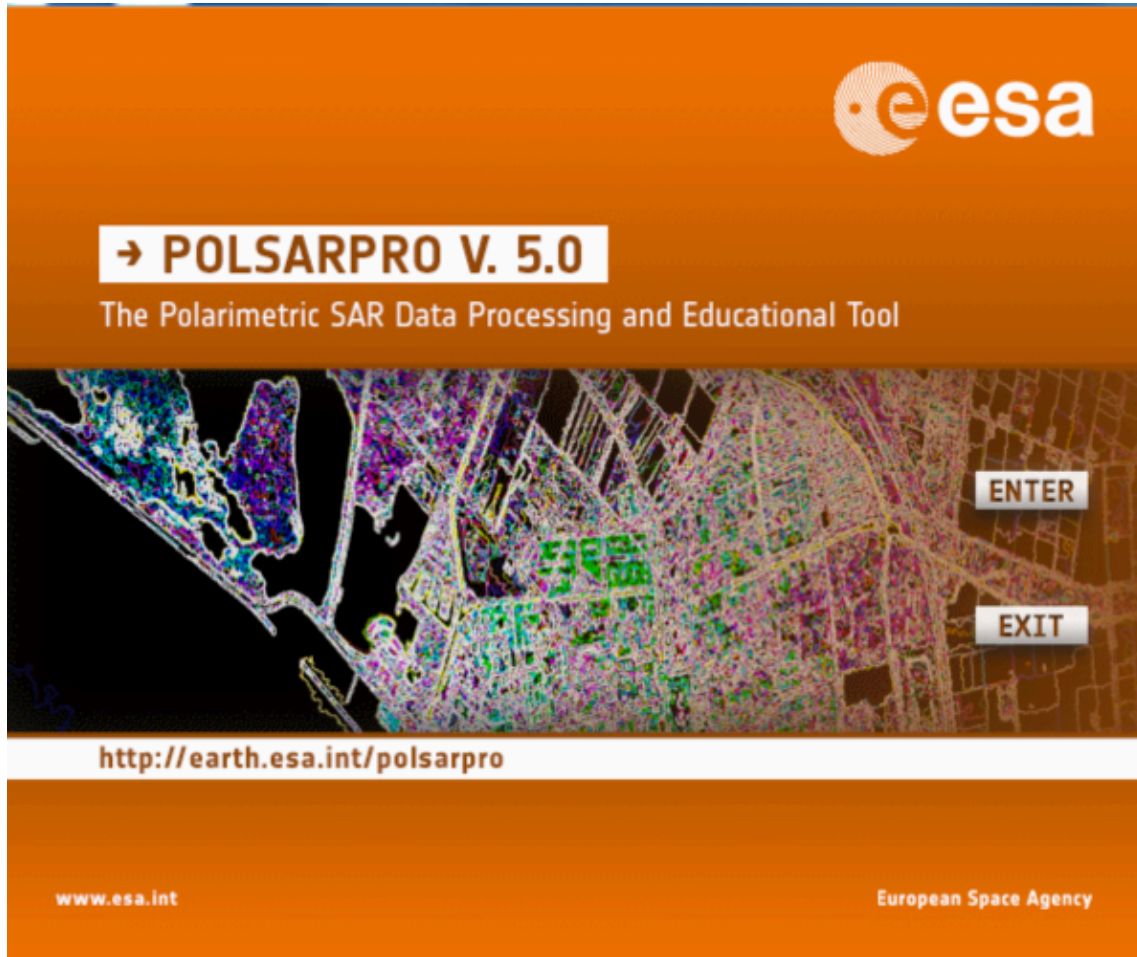 esa
→ POLSARPRO V. 5.0
The Polarimetric SAR Data Processing and Educational Tool
ENTER
EXIT
http://earth.esa.int/polsarpro
www.esa.int
European Space Agency